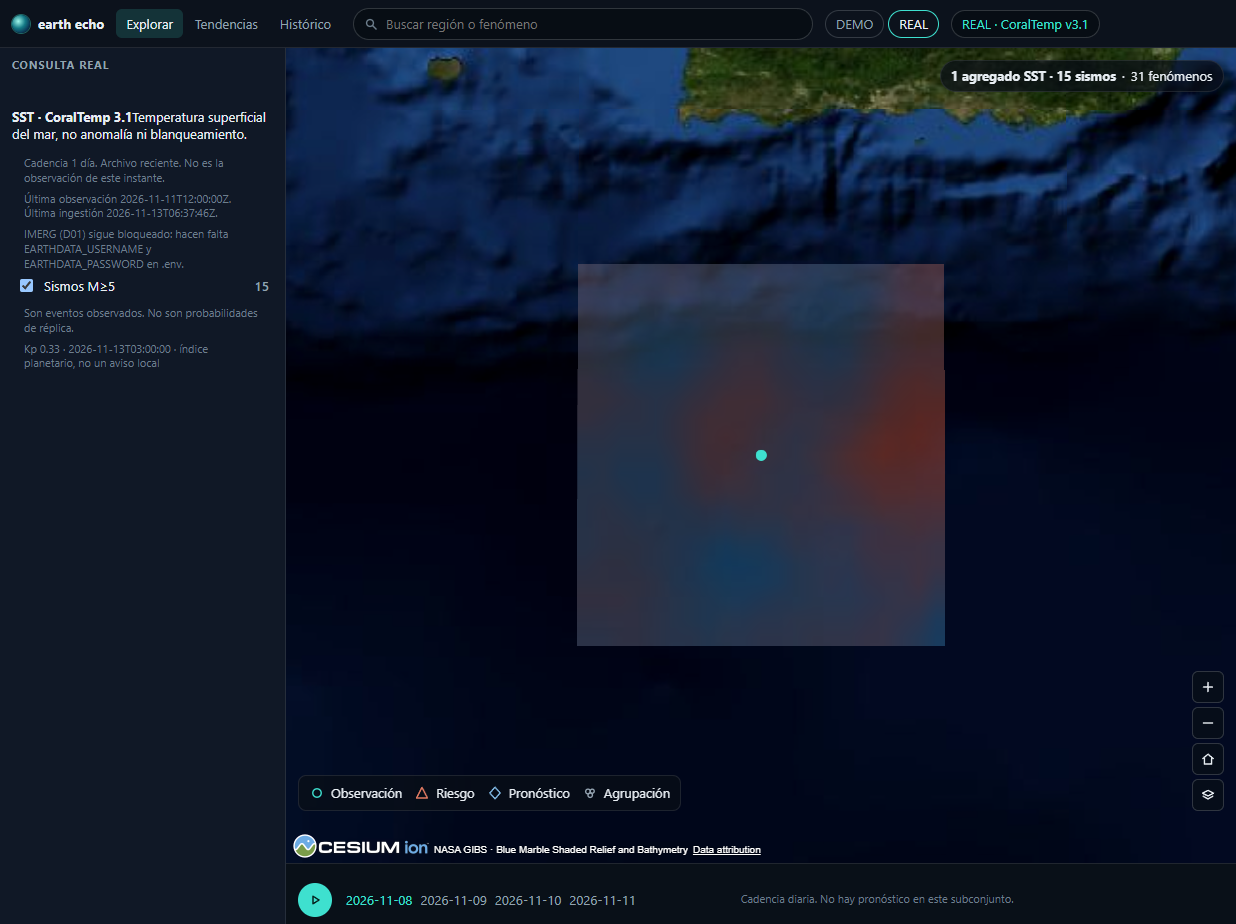 earth echo
Explorar
Tendencias
Histórico
Buscar región o fenómeno
DEMO
REAL
REAL · CoralTemp v3.1
CONSULTA REAL
SST · CoralTemp 3.1Temperatura superficial
del mar, no anomalía ni blanqueamiento.
Cadencia 1 día. Archivo reciente. No es la
observación de este instante.
Última observación 2026-11-11T12:00:00Z.
Última ingestión 2026-11-13T06:37:46Z.
IMERG (D01) sigue bloqueado: hacen falta
EARTHDATA_USERNAME y
EARTHDATA_PASSWORD en .env.
Sismos M≥5 15
Son eventos observados. No son probabilidades
de réplica.
Kp 0.33 · 2026-11-13T03:00:00 · índice
planetario, no un aviso local
1 agregado SST · 15 sismos · 31 fenómenos
Observación
Riesgo
Pronóstico
Agrupación
CESIUM ion NASA GIBS · Blue Marble Shaded Relief and Bathymetry Data attribution
2026-11-08 2026-11-09 2026-11-10 2026-11-11
Cadencia diaria. No hay pronóstico en este subconjunto.